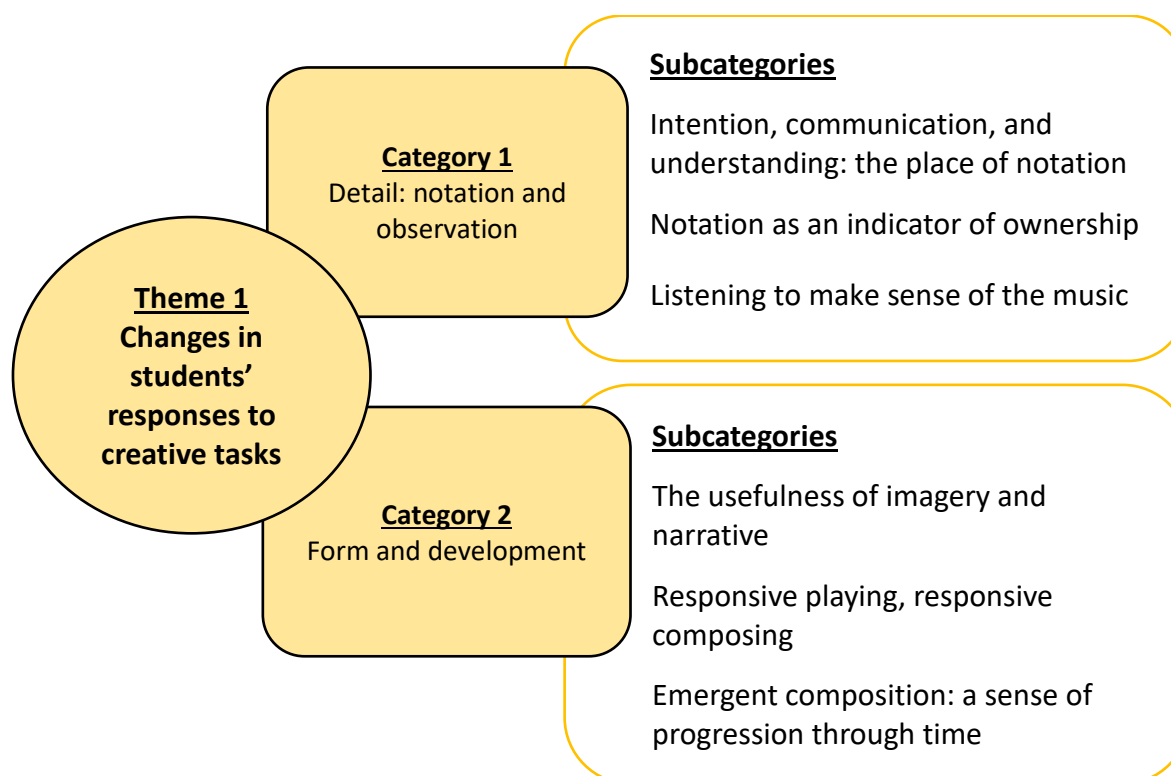 Theme 1
Changes in
students’
responses to
creative tasks
Category 1
Detail: notation and
observation
Subcategories
Intention, communication, and
understanding: the place of notation
Notation as an indicator of ownership
Listening to make sense of the music
Category 2
Form and development
Subcategories
The usefulness of imagery and
narrative
Responsive playing, responsive
composing
Emergent composition: a sense of
progression through time